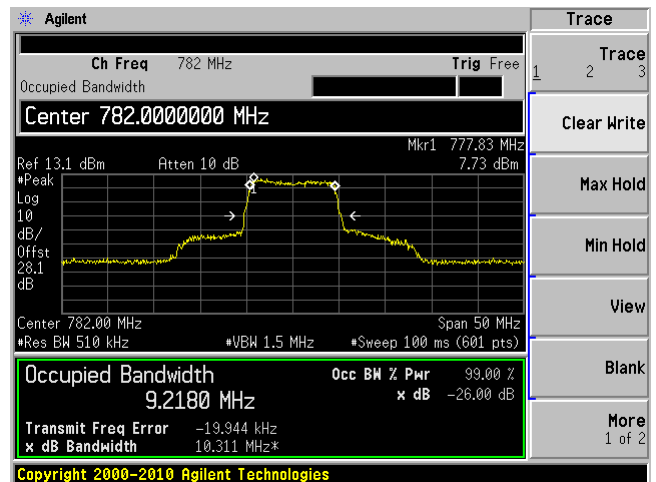 Agilent
Trace
Ch Freq 782 MHz Trig Free
Occupied Bandwidth
Center 782.0000000 MHz
Mkr1 777.83 MHz
Ref 13.1 dBm Atten 10 dB 7.73 dBm
#Peak
Log
10
dB/
Offst
28.1
dB
1
Center 782.00 MHz Span 50 MHz
#Res BW 510 kHz #VBW 1.5 MHz #Sweep 100 ms (601 pts)
Occupied Bandwidth Occ BW % Pwr 99.00 %
9.2180 MHz x dB -26.00 dB
Transmit Freq Error -19.944 kHz
x dB Bandwidth 10.311 MHz*
Copyright 2000-2010 Agilent Technologies
Trace
1 2 3
Clear Write
Max Hold
Min Hold
View
Blank
More
1 of 2